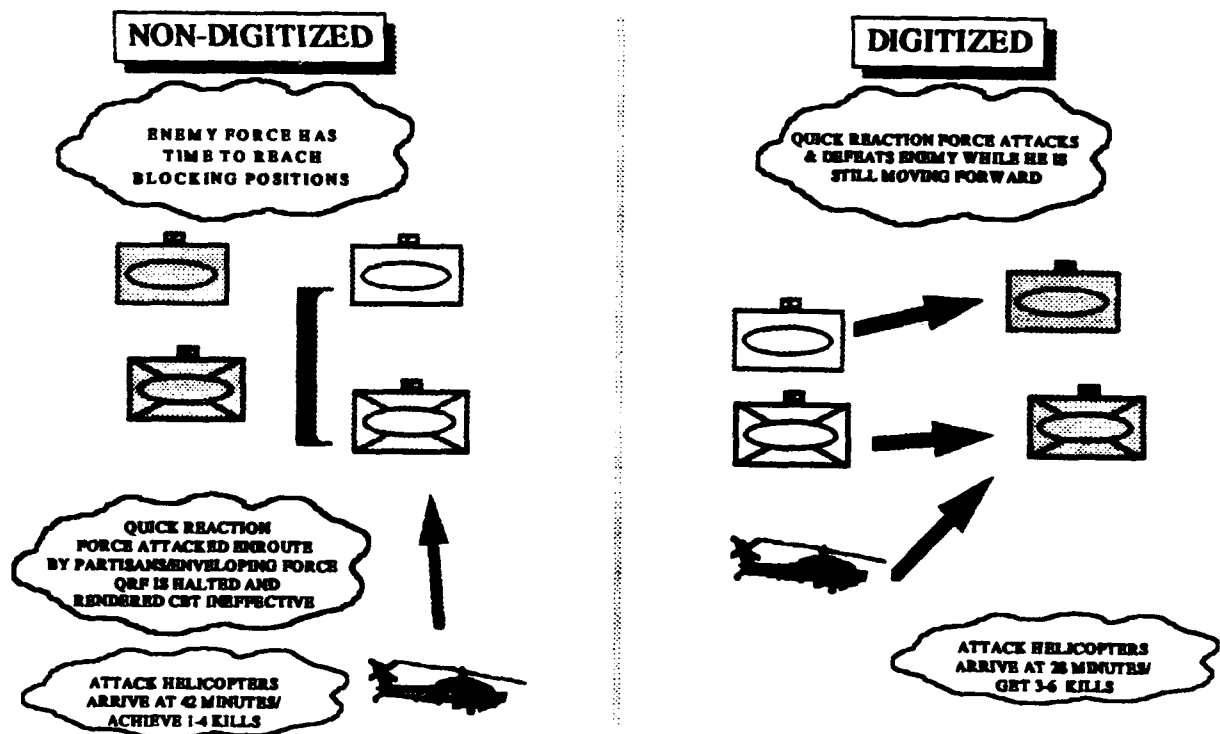 NON-DIGITIZED
ENEMY FORCE HAS
TIME TO REACH
BLOCKING POSITIONS
QUICK REACTION
FORCE ATTACKED ENROUTE
BY PARTISANS/ENVELOPING FORCE
QRF IS HALTED AND
RENDERED CBT INEFFECTIVE
ATTACK HELICOPTERS
ARRIVE AT 42 MINUTES/
ACHIEVE 1-4 KILLS
DIGITIZED
QUICK REACTION FORCE ATTACKS
& DEFEATS ENEMY WHILE HE IS
STILL MOVING FORWARD
ATTACK HELICOPTERS
ARRIVE AT 28 MINUTES/
GET 3-6 KILLS